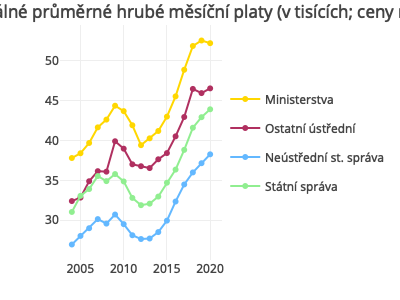 průměrné hrubé měsíční platy (v tisících; ceny
50
45
40
35
30
2005
2010
2015
2020
Ministerstva
Ostatní ústřední
Neústřední st. správa
Státní správa